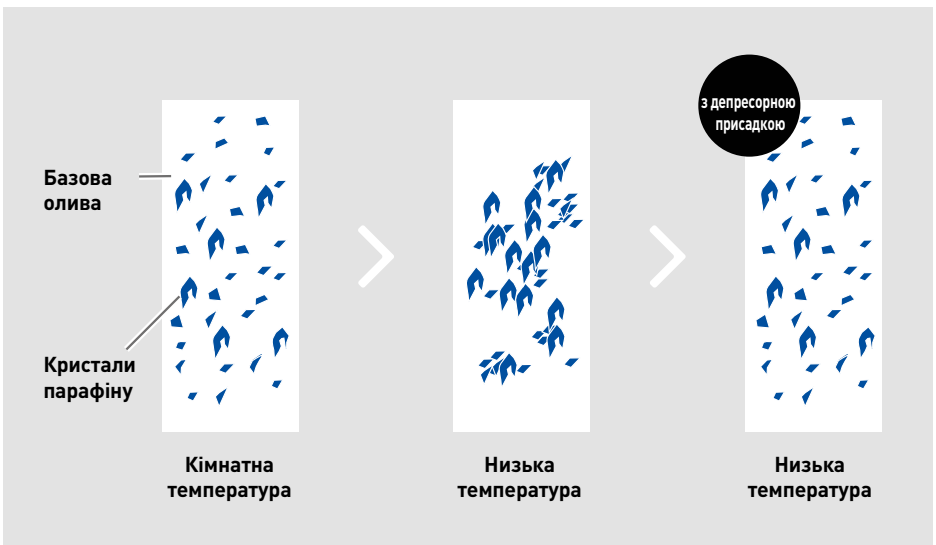 з депресорною
присадкою
Базова
олива
Кристали
парафіну
Кімнатна
температура
Низька
температура
Низька
температура